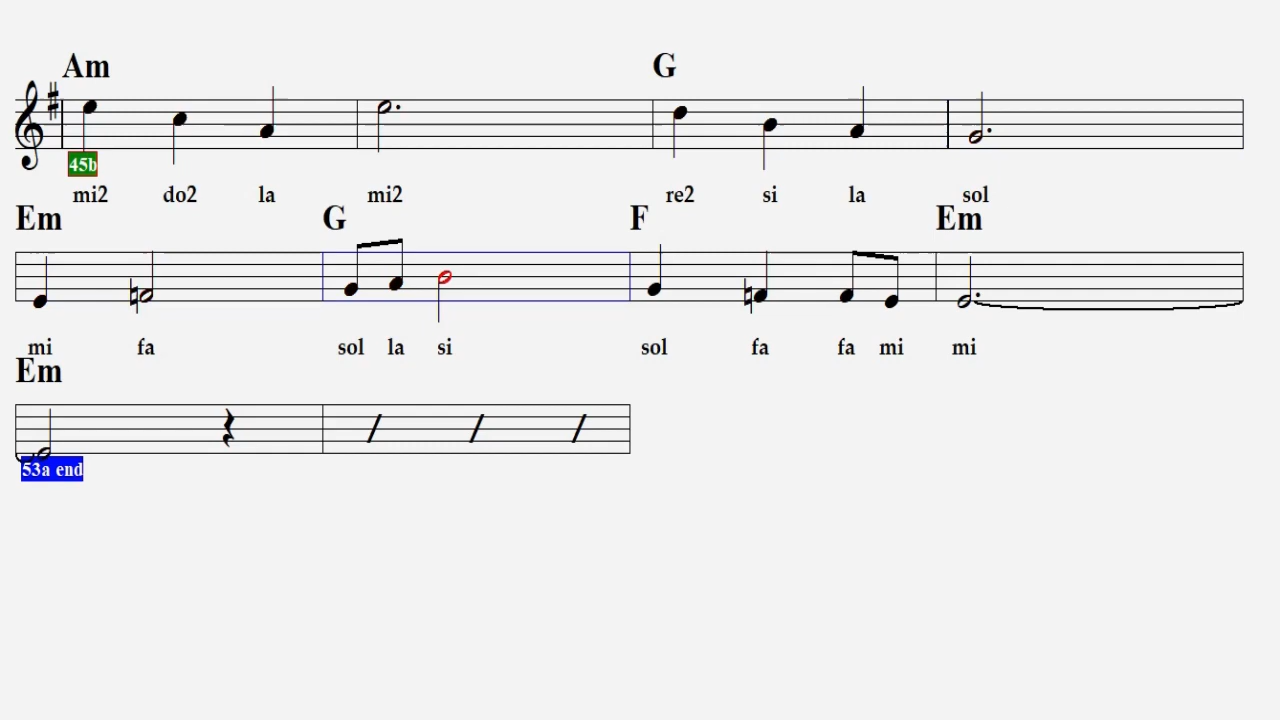 Am G
45b
mi2 do2 la mi2 re2 si la sol
Em G F Em
mi fa sol la si sol fa fa mi mi
Em
53a end